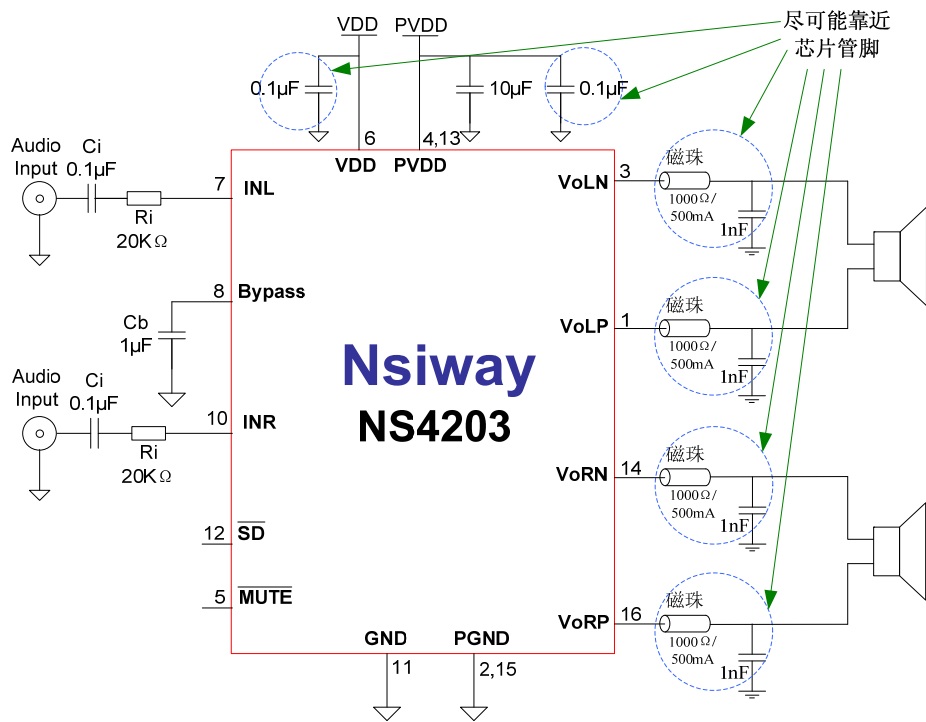 VDD
PVDD
尽可能靠近
芯片管脚
0.1µF
10µF
0.1µF
6
4,13
VDD
PVDD
Audio
Input
Ci
0.1µF
Ri
20KΩ
7
INL
VoLN
3
磁珠
1000Ω/
500mA
1nF
8
Bypass
Cb
1µF
VoLP
1
磁珠
1000Ω/
500mA
1nF
Nsiway
NS4203
Audio
Input
Ci
0.1µF
Ri
20KΩ
10
INR
VoRN
14
磁珠
1000Ω/
500mA
1nF
12
SD
5
MUTE
VoRP
16
磁珠
1000Ω/
500mA
1nF
GND
PGND
11
2,15